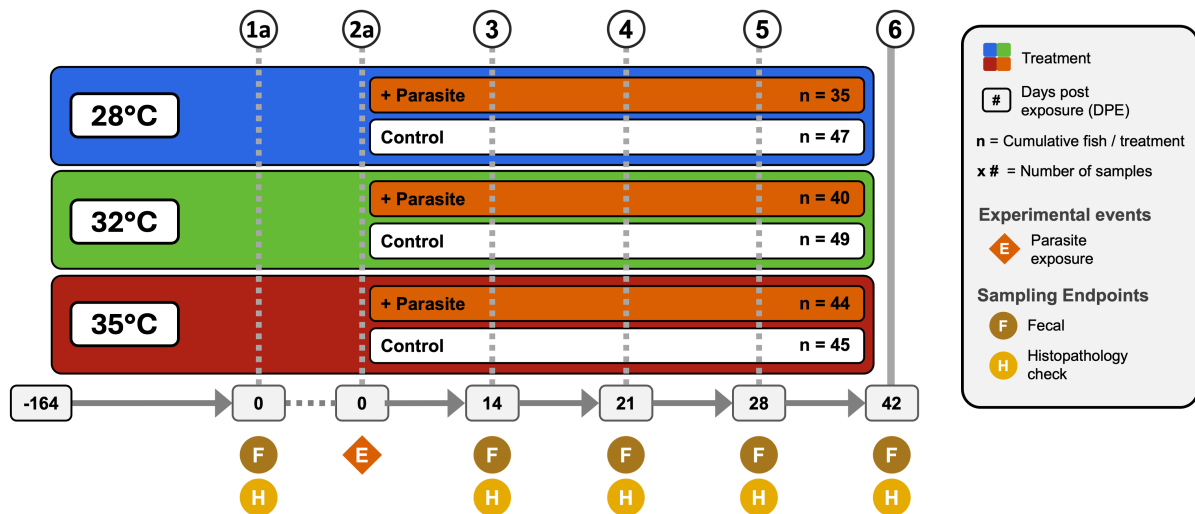 1a
2a
3
4
5
6
28°C
+ Parasite n = 35
Control n = 47
32°C
+ Parasite n = 40
Control n = 49
35°C
+ Parasite n = 44
Control n = 45
-164
0
0
14
21
28
42
F
E
F
F
F
F
H
H
H
H
H
Treatment
#
Days post
exposure (DPE)
n = Cumulative fish / treatment
x # = Number of samples
Experimental events
E
Parasite
exposure
Sampling Endpoints
F
Fecal
H
Histopathology
check